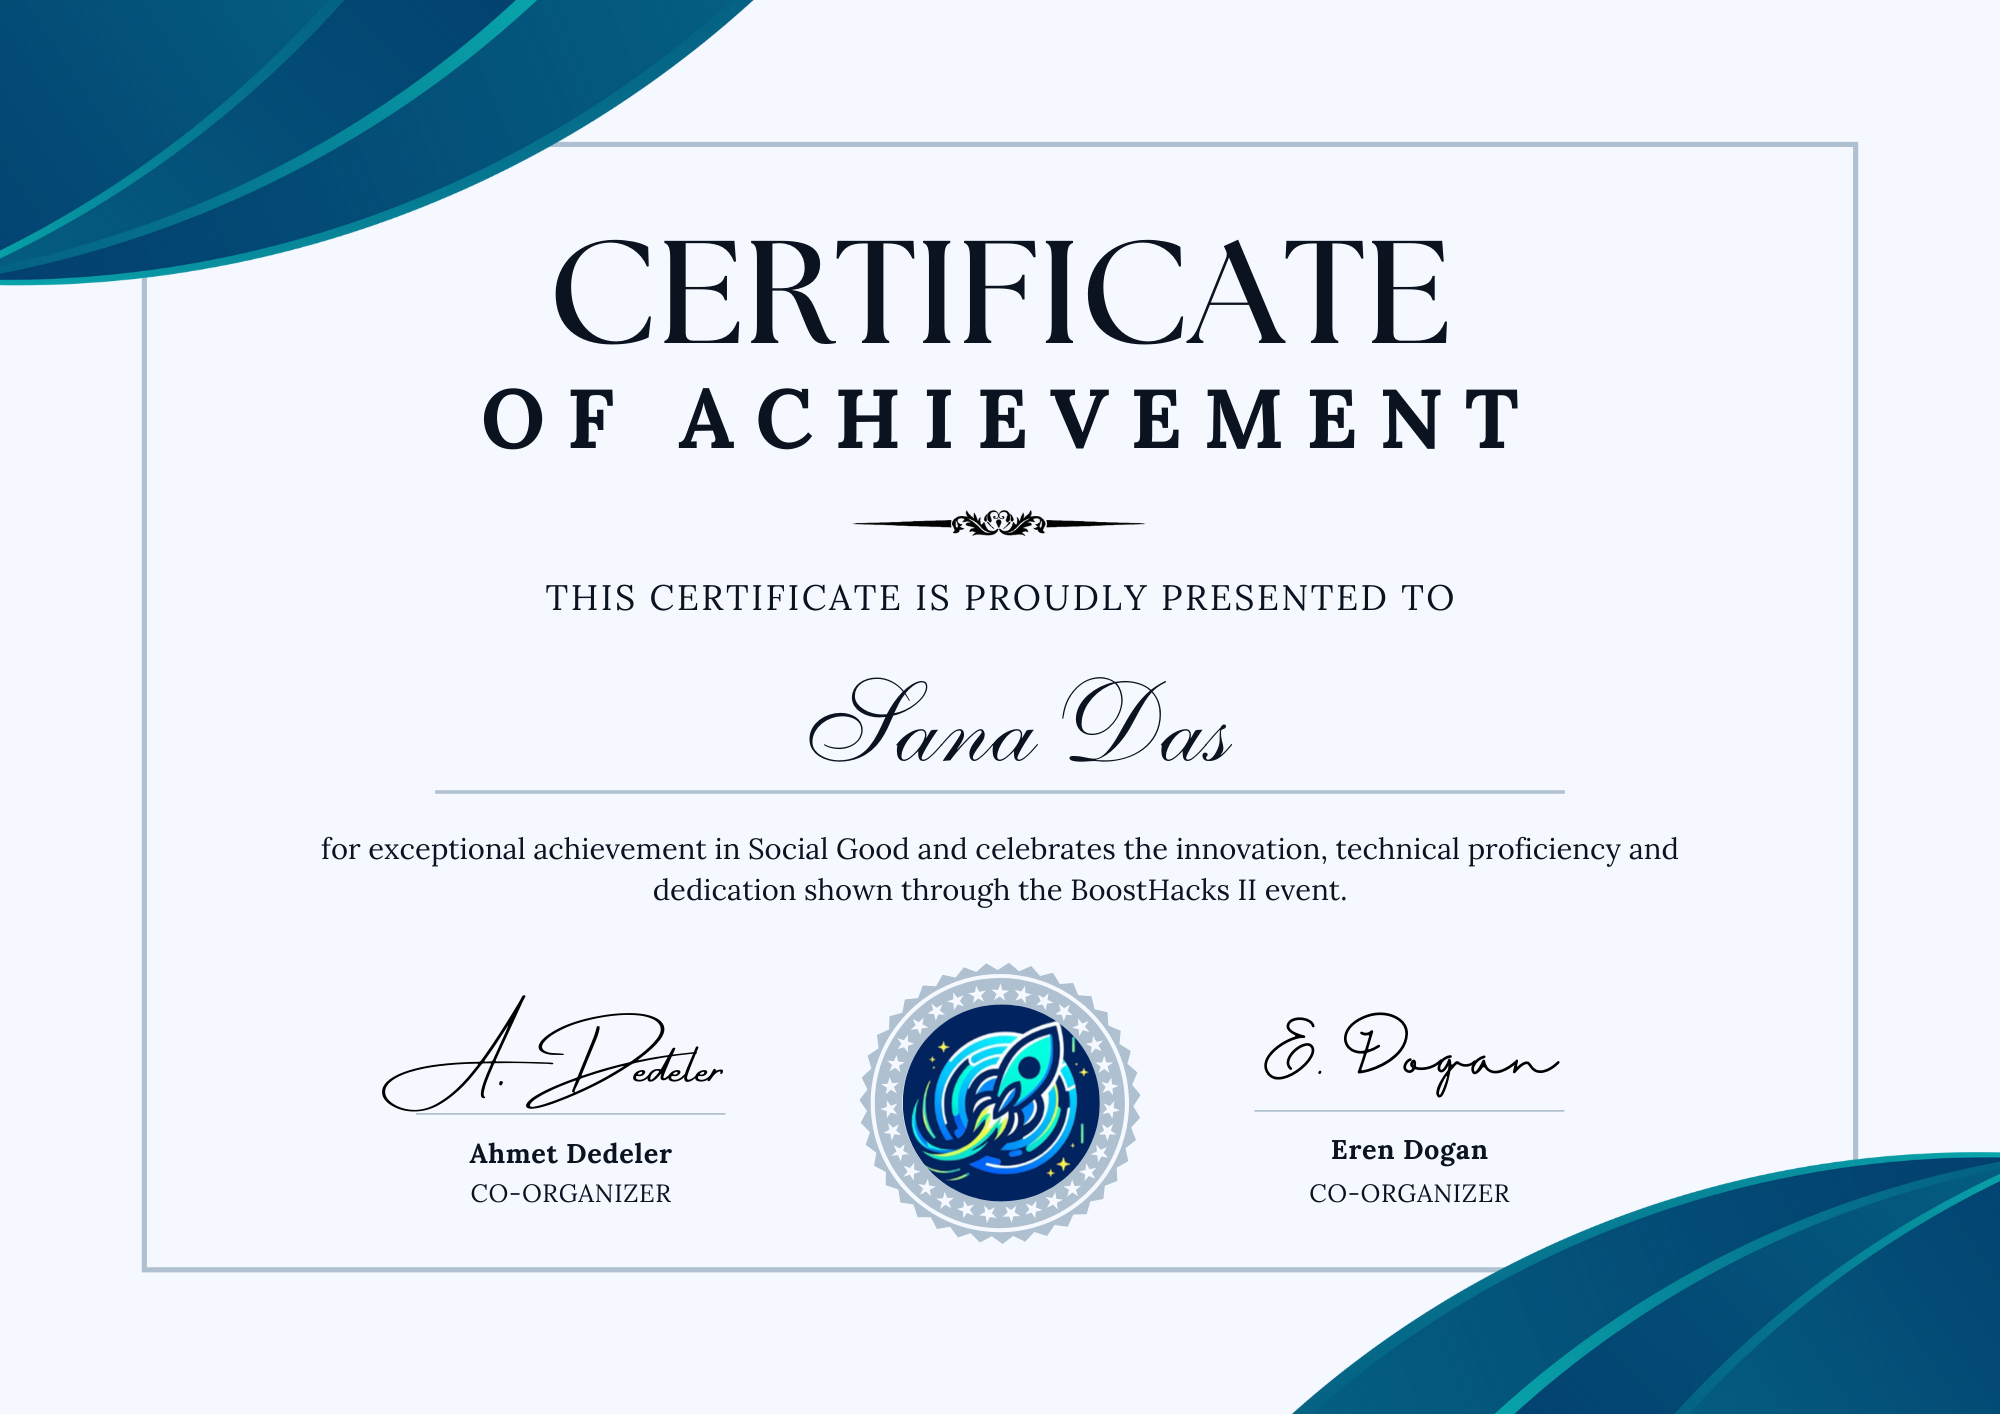 CERTIFICATE
OF ACHIEVEMENT
THIS CERTIFICATE IS PROUDLY PRESENTED TO
Sana Das
for exceptional achievement in Social Good and celebrates the innovation, technical proficiency and
dedication shown through the BoostHacks II event.
A. Dedeler
Ahmet Dedeler
CO-ORGANIZER
E. Dogan
Eren Dogan
CO-ORGANIZER